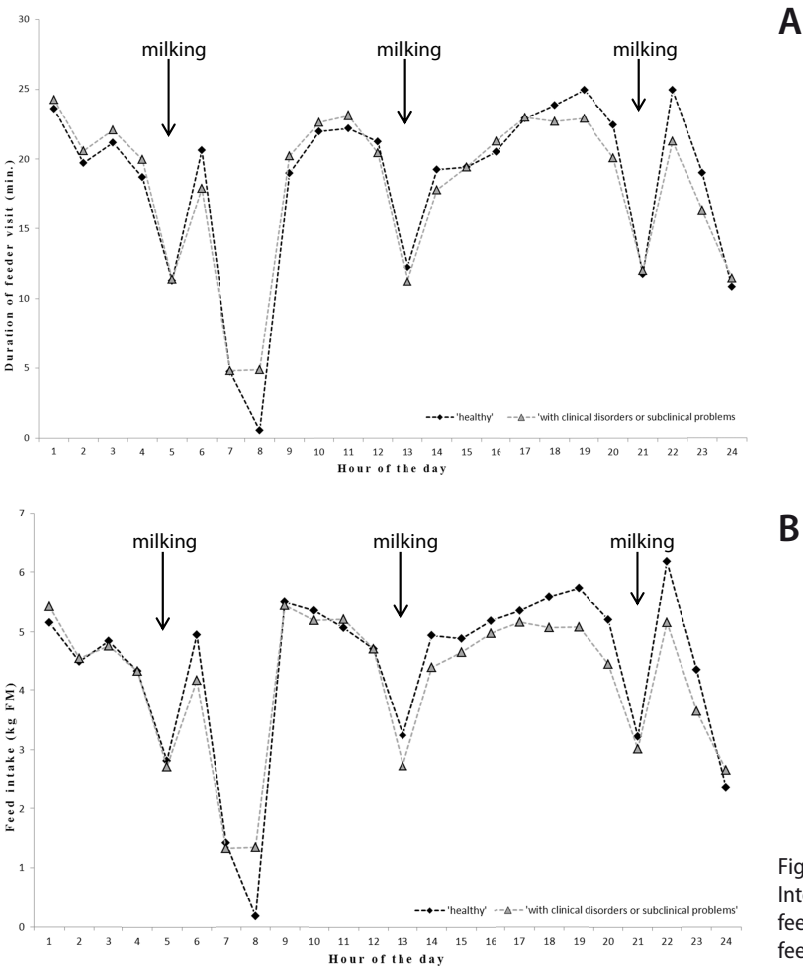 A
30
25
20
15
10
5
0
milking milking milking
Duration of feeder visit (min.)
'healthy' 'with clinical disorders or subclinical problems
1 2 3 4 5 6 7 8 9 10 11 12 13 14 15 16 17 18 19 20 21 22 23 24
Hour of the day
B
7
6
5
4
3
2
1
0
milking milking milking
Feed intake (kg FM)
'healthy' 'with clinical disorders or subclinical problems'
1 2 3 4 5 6 7 8 9 10 11 12 13 14 15 16 17 18 19 20 21 22 23 24
Hour of the day
Fig
Int
fee
fee